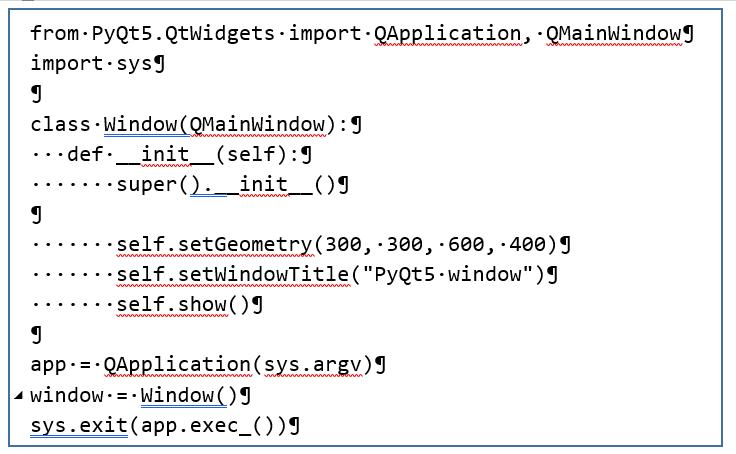 from PyQt5.QtWidgets import QApplication, QMainWindow
import sys

class Window(QMainWindow):
   def __init__(self):
       super().__init__()

       self.setGeometry(300, 300, 600, 400)
       self.setWindowTitle("PyQt5 window")
       self.show()

app = QApplication(sys.argv)
window = Window()
sys.exit(app.exec_())